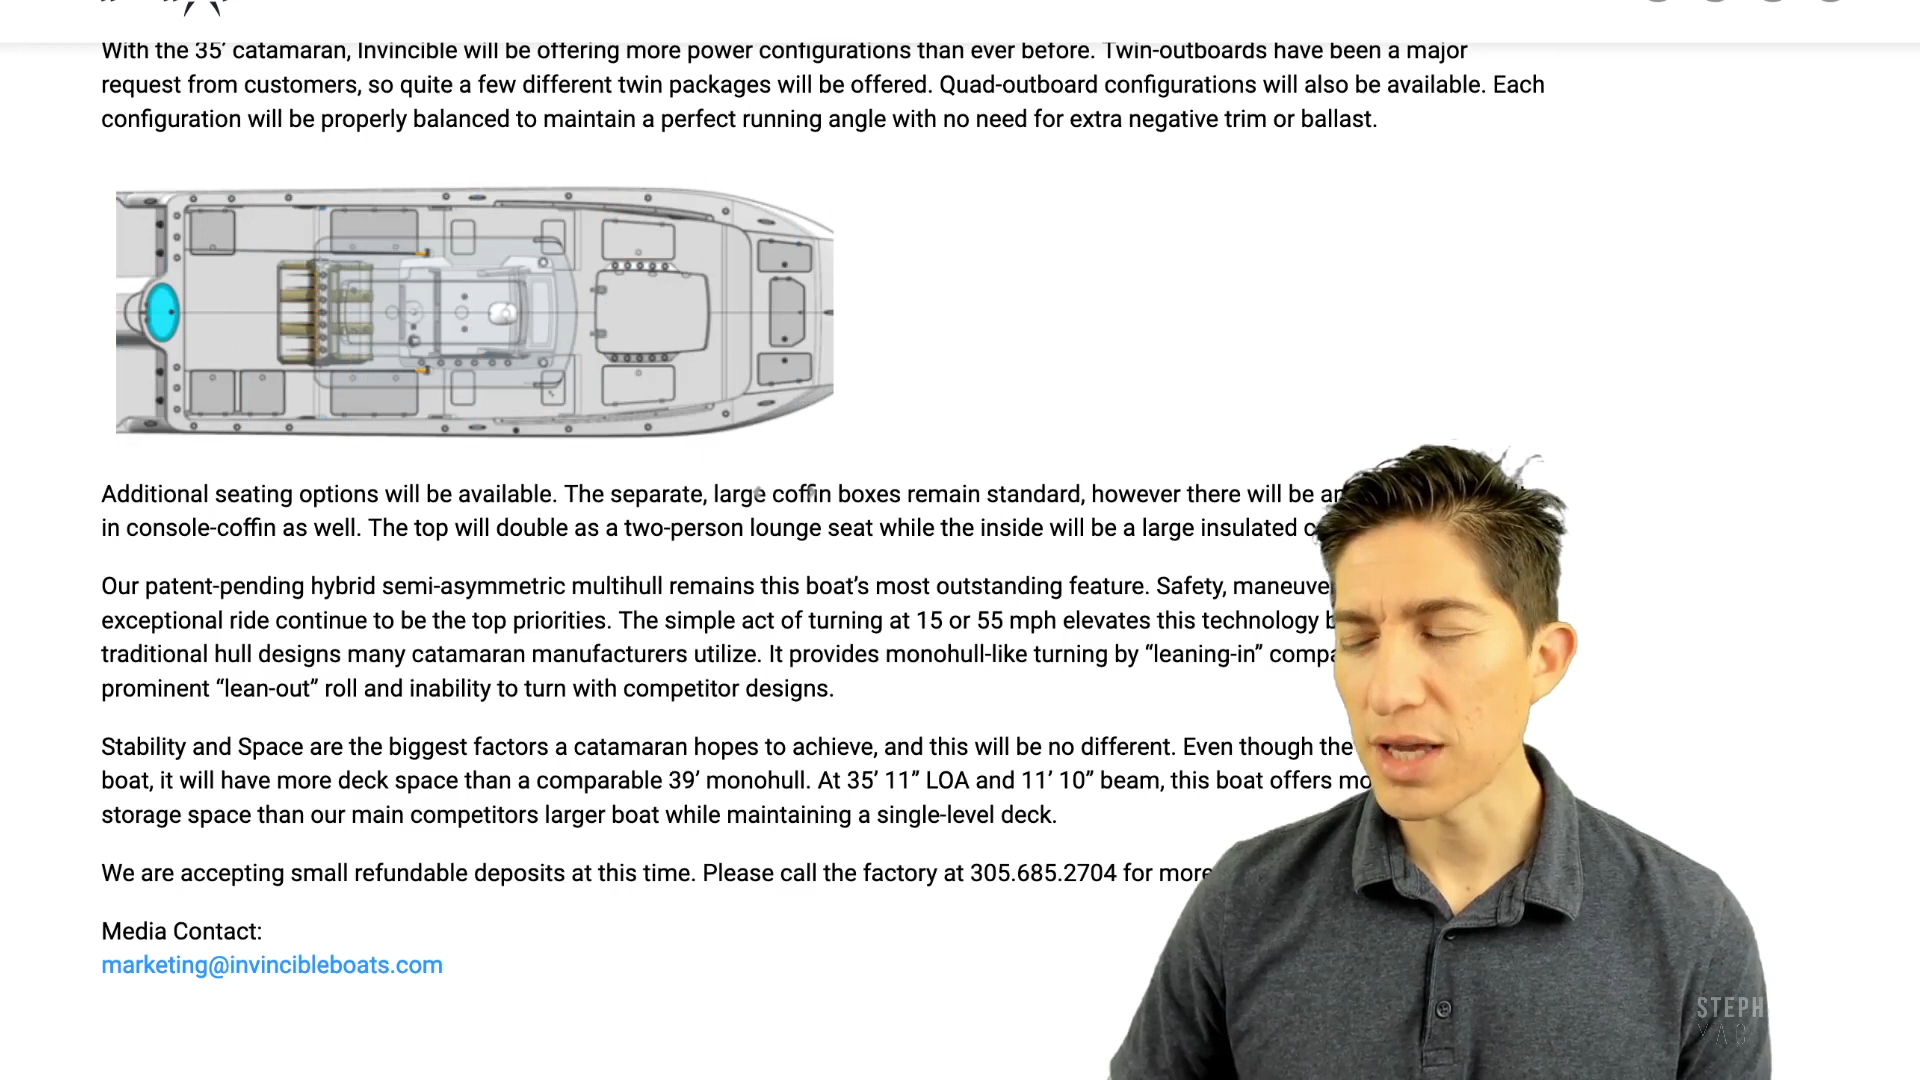 With the 35’ catamaran, Invincible will be offering more power configurations than ever before. Twin-outboards have been a major
request from customers, so quite a few different twin packages will be offered. Quad-outboard configurations will also be available. Each
configuration will be properly balanced to maintain a perfect running angle with no need for extra negative trim or ballast.
Additional seating options will be available. The separate, large coffin boxes remain standard, however there will be
in console-coffin as well. The top will double as a two-person lounge seat while the inside will be a large insulated
Our patent-pending hybrid semi-asymmetric multihull remains this boat’s most outstanding feature. Safety,
exceptional ride continue to be the top priorities. The simple act of turning at 15 or 55 mph elevates this technology
traditional hull designs many catamaran manufacturers utilize. It provides monohull-like turning by “leaning-in”
prominent “lean-out” roll and inability to turn with competitor designs.
Stability and Space are the biggest factors a catamaran hopes to achieve, and this will be no different. Even though the
boat, it will have more deck space than a comparable 39’ monohull. At 35’ 11” LOA and 11’ 10” beam, this boat offers
storage space than our main competitors larger boat while maintaining a single-level deck.
We are accepting small refundable deposits at this time. Please call the factory at 305.685.2704 for more
Media Contact:
marketing@invincibleboats.com
STEPH